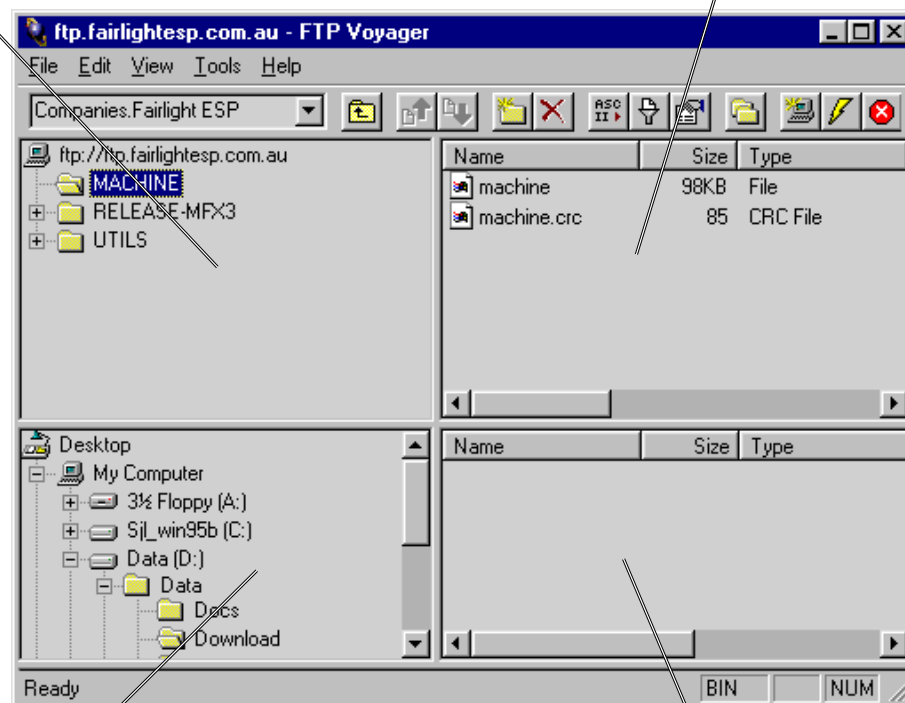 ftp.fairlightesp.com.au - FTP Voyager
File Edit View Tools Help
Companies.Fairlight ESP
ASC II
ftp://ftp.fairlightesp.com.au
MACHINE
RELEASE-MFX3
UTILS
Name Size Type
machine 98KB File
machine.crc 85 CRC File
Desktop
My Computer
3½ Floppy (A:)
Sjl_win95b (C:)
Data (D:)
Data
Docs
Download
Name Size Type
Ready BIN NUM